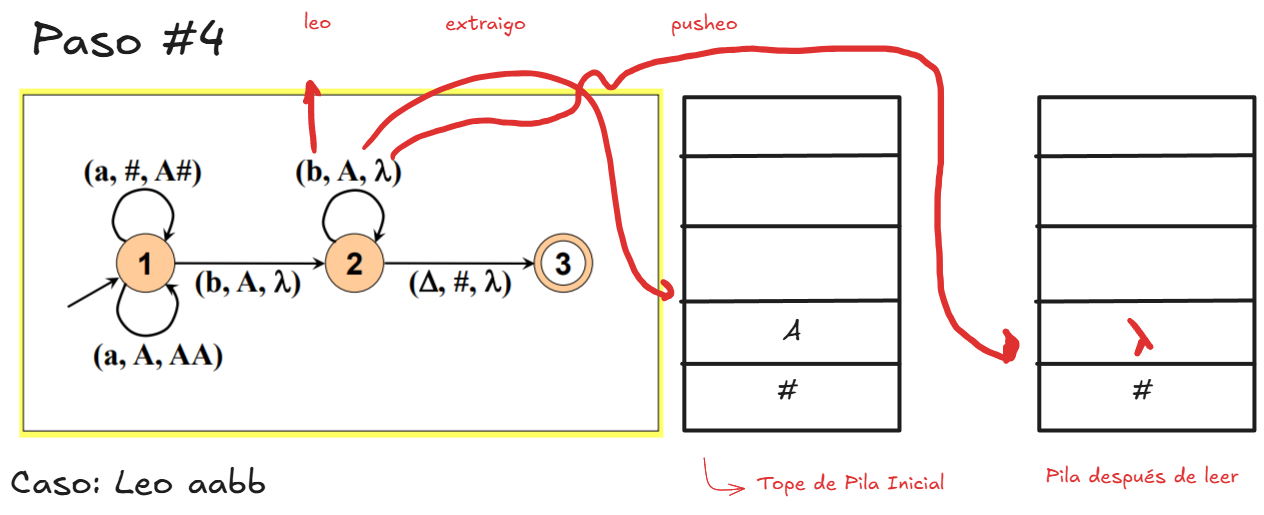 Paso #4
leo
extraigo
pusheo
(a, #, A#)
(b, A, λ)
1
2
3
(b, A, λ)
(Δ, #, λ)
(a, A, AA)
A
#
λ
#
Caso: Leo aabb
Tope de Pila Inicial
Pila después de leer